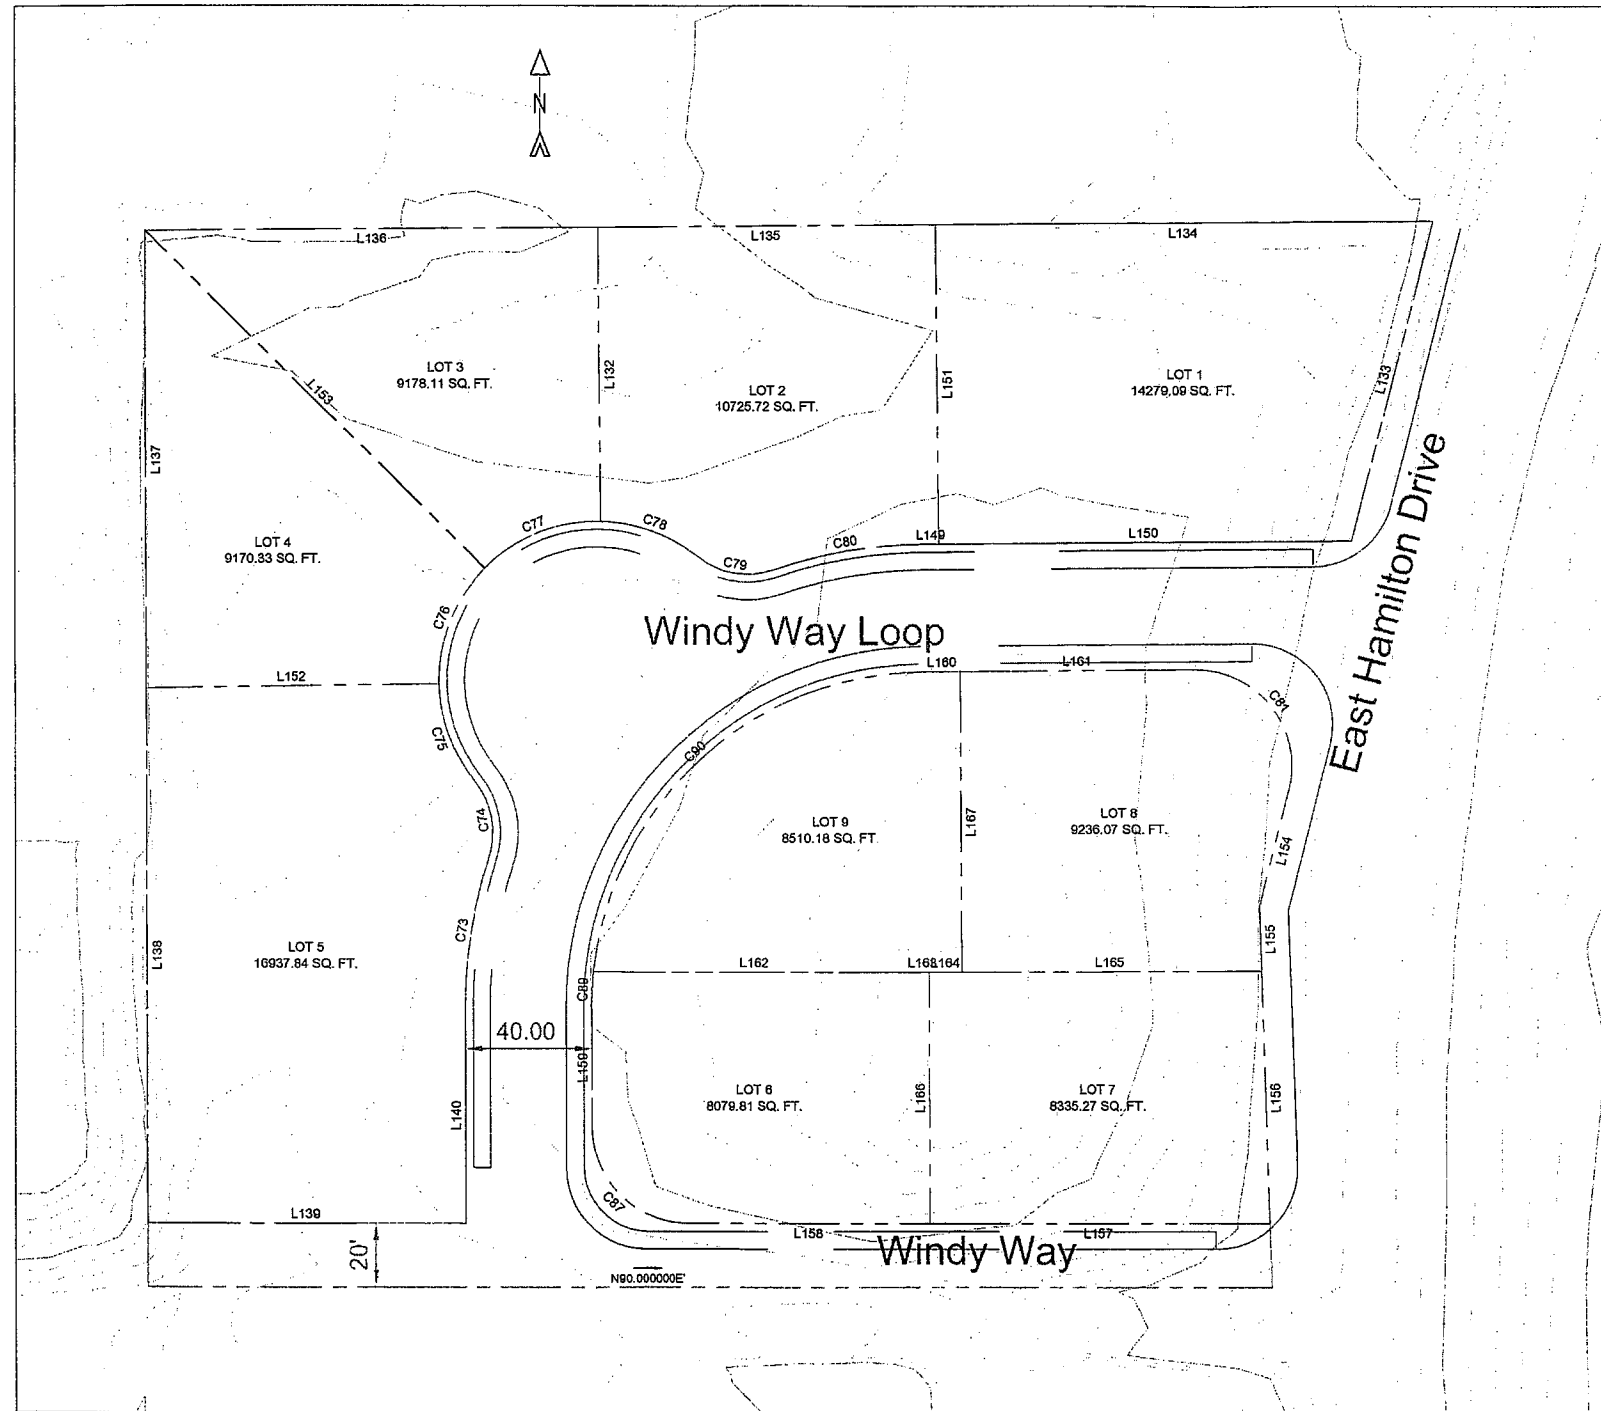 N
L136
L135
L134
LOT 3
9178.11 SQ. FT.
L132
LOT 2
10725.72 SQ. FT.
L151
LOT 1
14279.09 SQ. FT.
L133
L153
L137
East Hamilton Drive
LOT 4
9170.33 SQ. FT.
C77
C78
C79
C80
L149
L150
C76
Windy Way Loop
L152
L160
L161
C81
C75
C90
C74
LOT 9
8510.18 SQ. FT.
L167
LOT 8
9236.07 SQ. FT.
L154
C73
L155
LOT 5
16937.84 SQ. FT.
L138
L162
L168
L164
L165
C89
40.00
L159
LOT 6
8079.81 SQ. FT.
L166
LOT 7
8335.27 SQ. FT.
L156
L140
C87
L139
L158
L157
20'
Windy Way
N90.000000E'